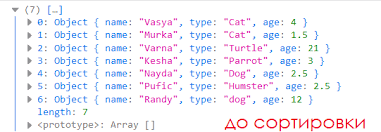 (7) […]
0: Object { name: "Vasya", type: "Cat", age: 4 }
1: Object { name: "Murka", type: "Cat", age: 1.5 }
2: Object { name: "Varna", type: "Turtle", age: 21 }
3: Object { name: "Kesha", type: "Parrot", age: 3 }
4: Object { name: "Nayda", type: "Dog", age: 2.5 }
5: Object { name: "Pufic", type: "Humster", age: 2.5 }
6: Object { name: "Randy", type: "dog", age: 12 }
length: 7
<prototype>: Array []
до сортировки